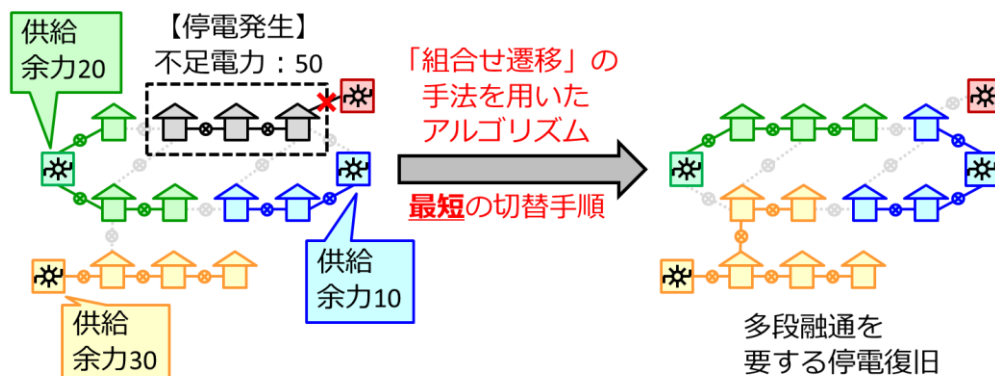 供給
余力20
【停電発生】
不足電力：50
「組合せ遷移」の
手法を用いた
アルゴリズム
最短の切替手順
供給
余力10
供給
余力30
多段融通を
要する停電復旧